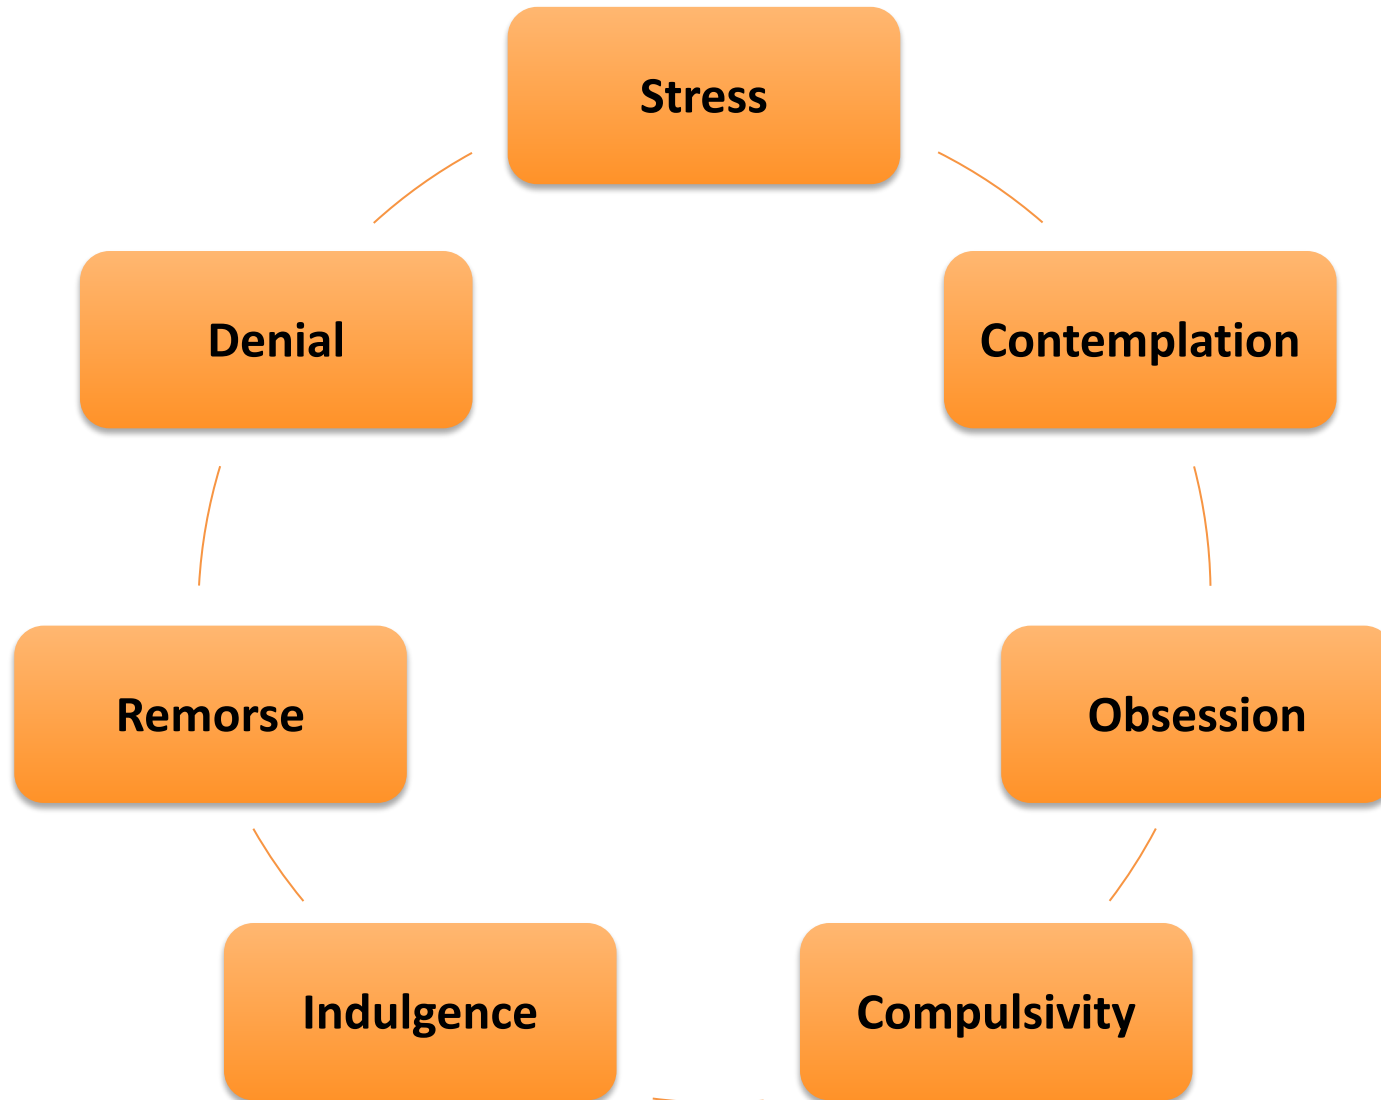 Stress
Contemplation
Obsession
Compulsivity
Indulgence
Remorse
Denial